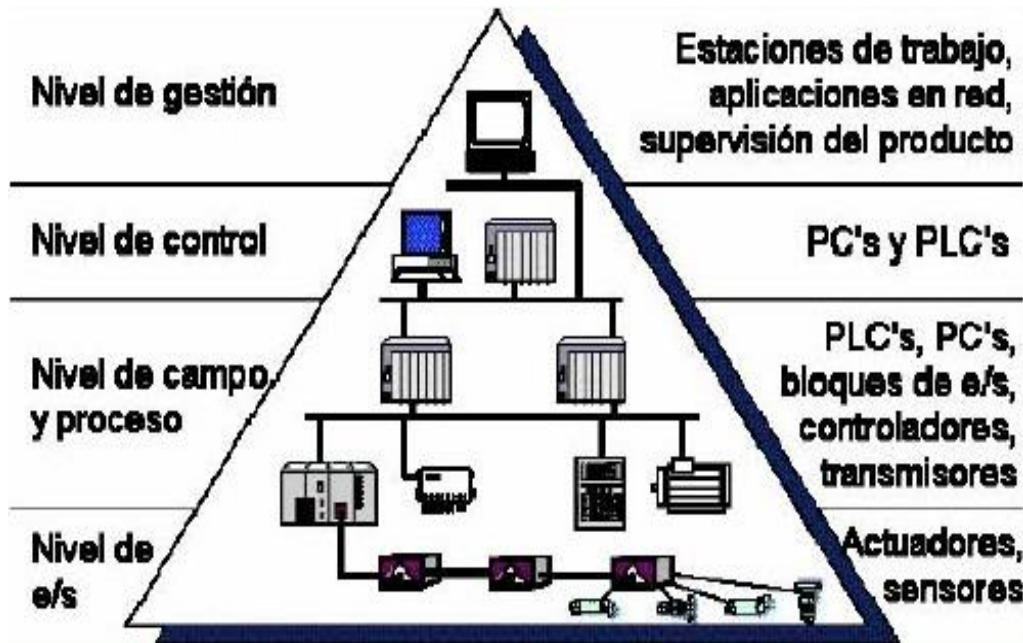 Nivel de gestión
Estaciones de trabajo,
aplicaciones en red,
supervisión del producto
Nivel de control
PC's y PLC's
Nivel de campo
y proceso
PLC's, PC's,
bloques de e/s,
controladores,
transmisores
Nivel de
e/s
Actuadores,
sensores